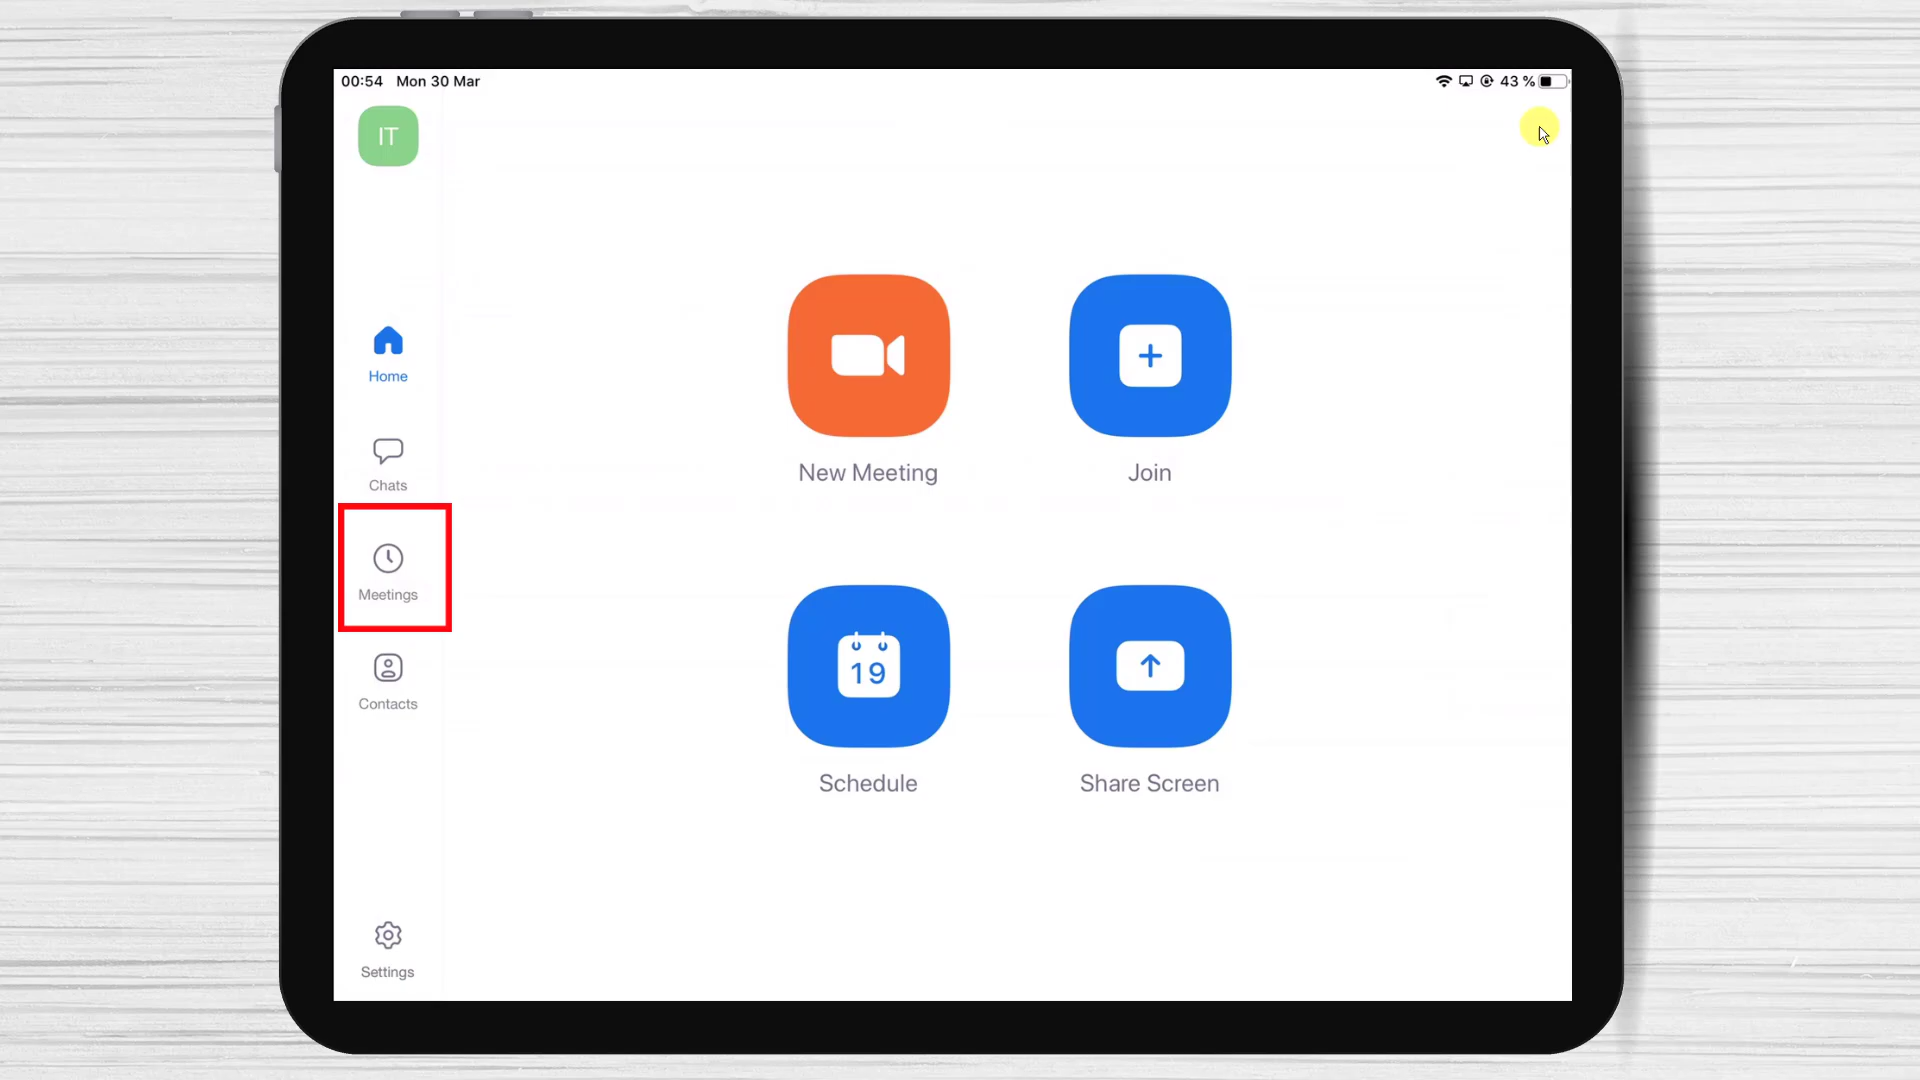 00:54 Mon 30 Mar
43 %
IT
Home
Chats
Meetings
Contacts
Settings
New Meeting
Join
19
Schedule
Share Screen